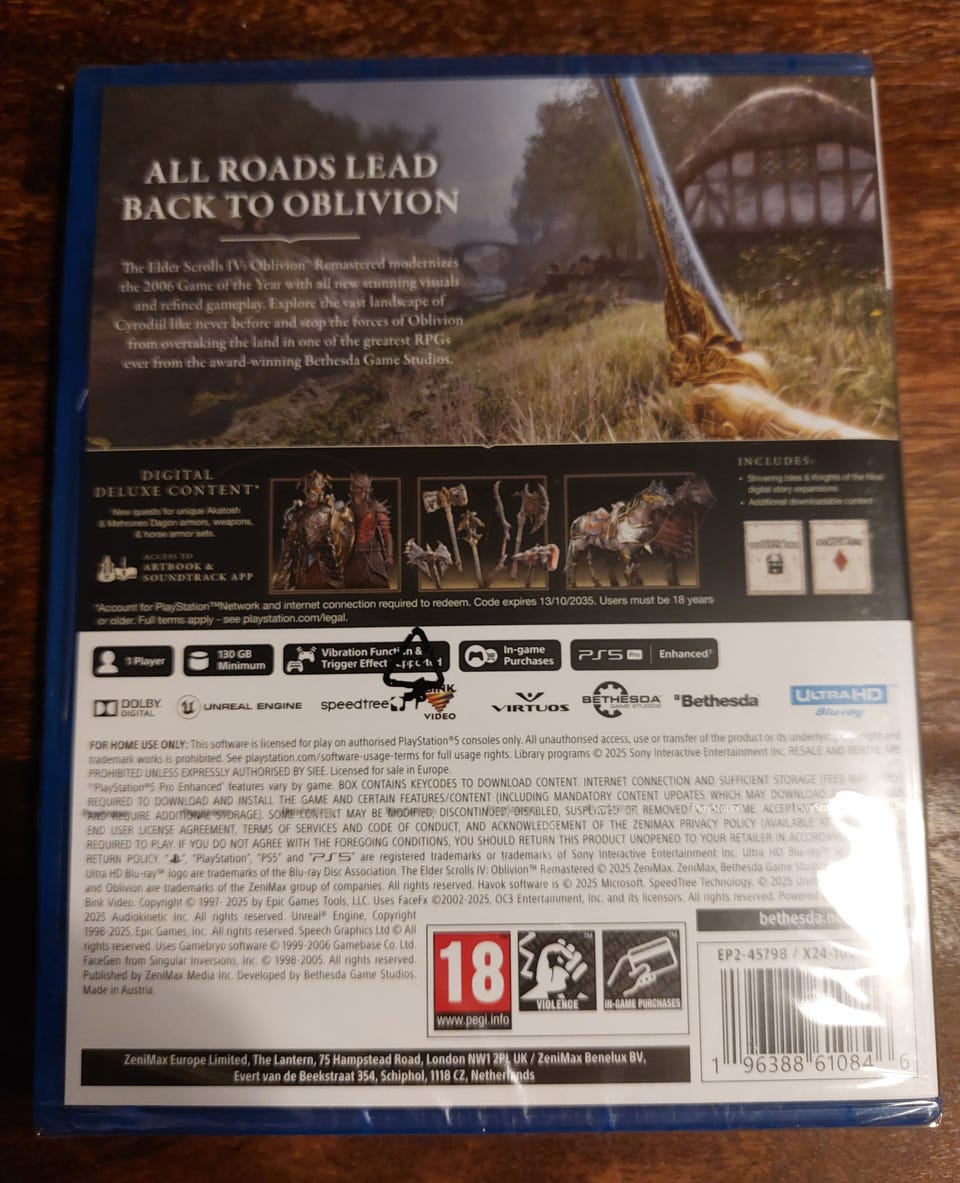 ALL ROADS LEAD
BACK TO OBLIVION
The Elder Scrolls IV: Oblivion™ Remastered modernizes
the 2006 Game of the Year with all new stunning visuals
and refined gameplay. Explore the vast landscape of
Cyrodiil like never before and stop the forces of Oblivion
from overtaking the land in one of the greatest RPGs
ever from the award-winning Bethesda Game Studios.
DIGITAL
DELUXE CONTENT*
New quests for unique Akatosh
& Mehrunes Dagon armors, weapons,
& horse armor sets.
ACCESS TO
ARTBOOK &
SOUNDTRACK APP
INCLUDES:
• Shivering Isles & Knights of the Nine
digital story expansions
• Additional downloadable content
*Account for PlayStation™Network and internet connection required to redeem. Code expires 13/10/2035. Users must be 18 years
or older. Full terms apply - see playstation.com/legal.
1 Player
130 GB
Minimum
Vibration Function &
Trigger Effect Supported
In-game
Purchases
PS5 Pro Enhanced
DOLBY
DIGITAL
UNREAL ENGINE
speedtree
BINK
VIDEO
VIRTUOS
BETHESDA
GAME STUDIOS
Bethesda
ULTRA HD
Blu-ray
FOR HOME USE ONLY: This software is licensed for play on authorised PlayStation®5 consoles only. All unauthorised access, use or transfer of the product or its underlying copyright and
trademark works is prohibited. See playstation.com/software-usage-terms for full usage rights. Library programs © 2025 Sony Interactive Entertainment Inc. RESALE AND RENTAL ARE
PROHIBITED UNLESS EXPRESSLY AUTHORISED BY SIEE. Licensed for sale in Europe.
'PlayStation®5 Pro Enhanced' features vary by game. BOX CONTAINS KEYCODES TO DOWNLOAD CONTENT. INTERNET CONNECTION AND SUFFICIENT STORAGE (FEES MAY
REQUIRED TO DOWNLOAD AND INSTALL THE GAME AND CERTAIN FEATURES/CONTENT (INCLUDING MANDATORY CONTENT UPDATES WHICH MAY DOWNLOAD
AND REQUIRE ADDITIONAL STORAGE). SOME CONTENT MAY BE MODIFIED, DISCONTINUED, DISABLED, SUSPENDED OR REMOVED TIME. ACCEPT
END USER LICENSE AGREEMENT, TERMS OF SERVICES AND CODE OF CONDUCT, AND ACKNOWLEDGEMENT OF THE ZENIMAX PRIVACY POLICY (AVAILABLE AT
REQUIRED TO PLAY. IF YOU DO NOT AGREE WITH THE FOREGOING CONDITIONS, YOU SHOULD RETURN THIS PRODUCT UNOPENED TO YOUR RETAILER IN
RETURN POLICY. "PlayStation", "PS5" and "PS5" are registered trademarks or trademarks of Sony Interactive Entertainment Inc. Ultra HD Blu-ray™
Ultra HD Blu-ray™ logo are trademarks of the Blu-ray Disc Association. The Elder Scrolls IV: Oblivion™ Remastered © 2025 ZeniMax. ZeniMax, Bethesda Game
and Oblivion are trademarks of the ZeniMax group of companies. All rights reserved. Havok software is © 2025 Microsoft. SpeedTree Technology. © 2025 Unity
Bink Video. Copyright © 1997- 2025 by Epic Games Tools, LLC. Uses FaceFx ©2002-2025, OC3 Entertainment, Inc. and its licensors. All rights reserved. Powered
2025 Audiokinetic Inc. All rights reserved. Unreal® Engine, Copyright
1998-2025, Epic Games, Inc. All rights reserved. Speech Graphics Ltd © All
rights reserved. Uses Gamebryo software © 1999-2006 Gamebase Co. Ltd.
FaceGen from Singular Inversions, Inc. © 1998-2005. All rights reserved.
Published by ZeniMax Media Inc. Developed by Bethesda Game Studios.
Made in Austria.
18
www.pegi.info
VIOLENCE
IN-GAME PURCHASES
EP2-45798 /
1 96388 61084 6
ZeniMax Europe Limited, The Lantern, 75 Hampstead Road, London NW1 2PL UK / ZeniMax Benelux BV,
Evert van de Beekstraat 354, Schiphol, 1118 CZ, Netherlands